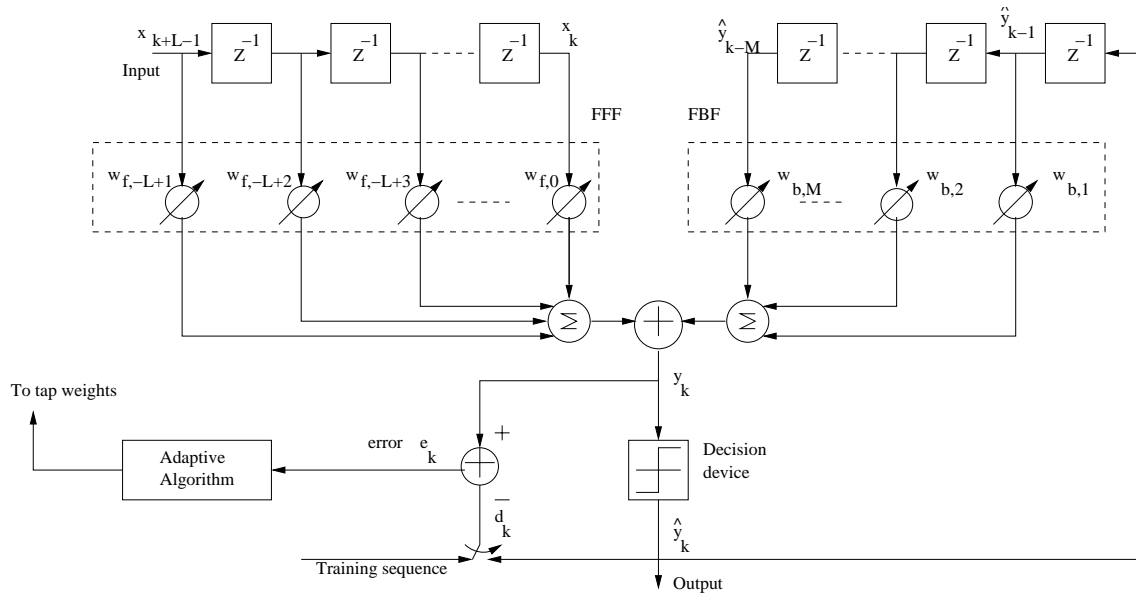 x k+L−1
Z−1
Z−1
Z−1
x k
ŷ k−M
Z−1
Z−1
ŷ k−1
Z−1
Input
FFF
FBF
w f,−L+1
w f,−L+2
w f,−L+3
w f,0
w b,M
w b,2
w b,1
Σ
+
Σ
y k
To tap weights
+
Adaptive
Algorithm
error e k
+
Decision
device
−
d k
ŷ k
Training sequence
Output